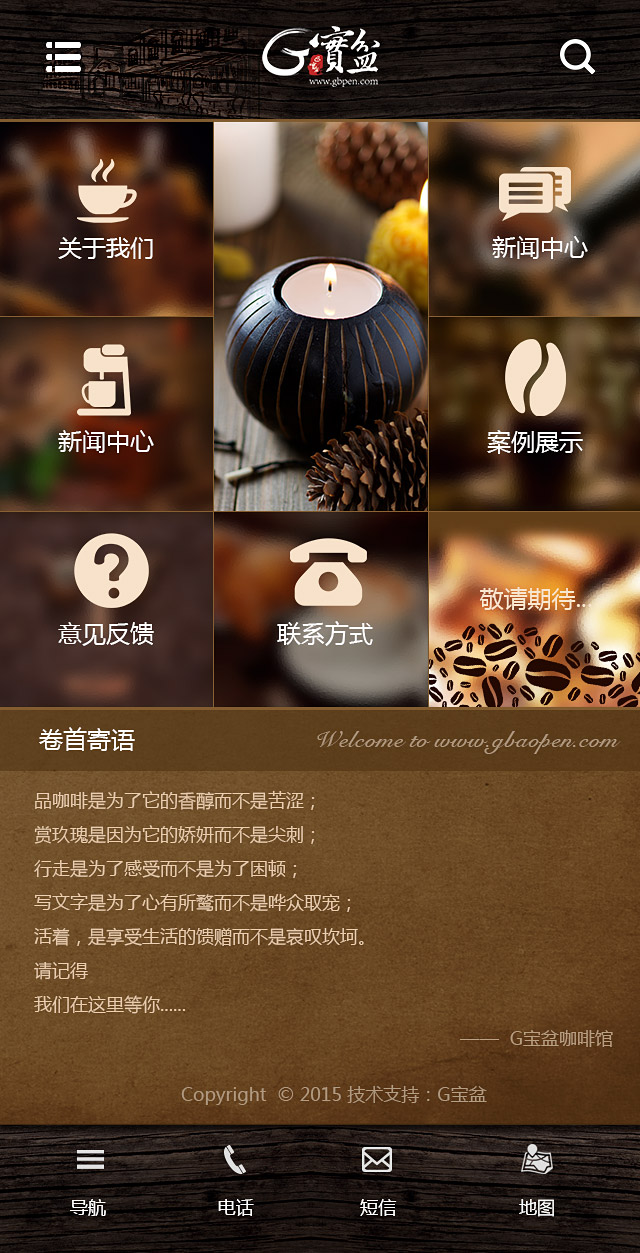 G寶盆
www.gbpen.com
关于我们
新闻中心
新闻中心
案例展示
意见反馈
联系方式
敬请期待...
卷首寄语
Welcome to www.gbaopen.com
品咖啡是为了它的香醇而不是苦涩；
赏玫瑰是因为它的娇妍而不是尖刺；
行走是为了感受而不是为了困顿；
写文字是为了心有所鹜而不是哗众取宠；
活着，是享受生活的馈赠而不是哀叹坎坷。
请记得
我们在这里等你......
—— G宝盆咖啡馆
Copyright © 2015 技术支持：G宝盆
导航
电话
短信
地图